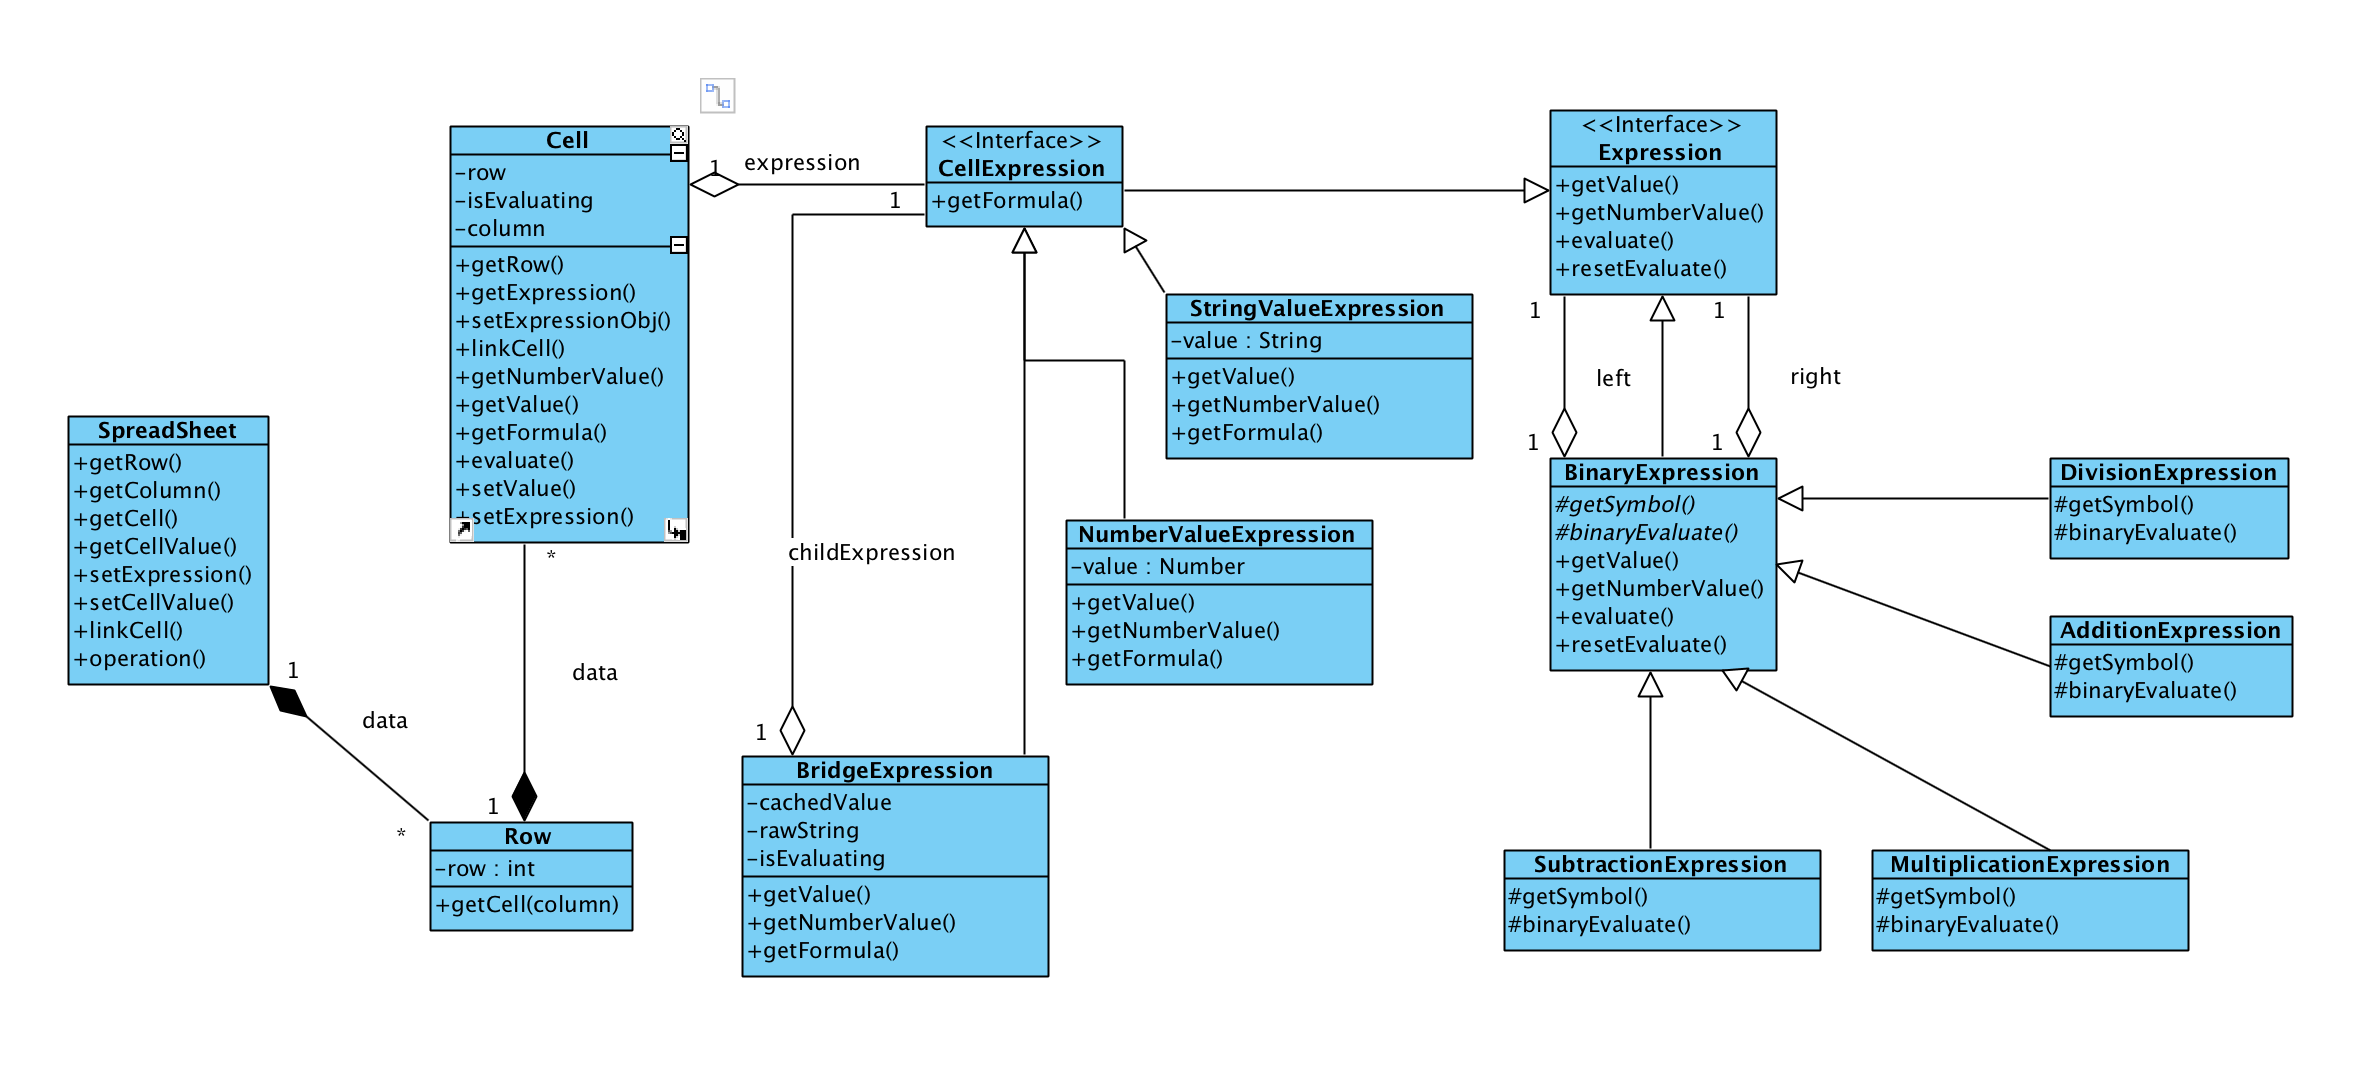 Cell
-row
-isEvaluating
-column
+getRow()
+getExpression()
+setExpressionObj()
+linkCell()
+getNumberValue()
+getValue()
+getFormula()
+evaluate()
+setValue()
+setExpression()
1
expression
<<Interface>>
CellExpression
+getFormula()
1
<<Interface>>
Expression
+getValue()
+getNumberValue()
+evaluate()
+resetEvaluate()
StringValueExpression
-value : String
+getValue()
+getNumberValue()
+getFormula()
1
1
left
right
1
1
SpreadSheet
+getRow()
+getColumn()
+getCell()
+getCellValue()
+setExpression()
+setCellValue()
+linkCell()
+operation()
BinaryExpression
#getSymbol()
#binaryEvaluate()
+getValue()
+getNumberValue()
+evaluate()
+resetEvaluate()
DivisionExpression
#getSymbol()
#binaryEvaluate()
*
childExpression
NumberValueExpression
-value : Number
+getValue()
+getNumberValue()
+getFormula()
AdditionExpression
#getSymbol()
#binaryEvaluate()
1
data
data
1
*
1
Row
-row : int
+getCell(column)
BridgeExpression
-cachedValue
-rawString
-isEvaluating
+getValue()
+getNumberValue()
+getFormula()
SubtractionExpression
#getSymbol()
#binaryEvaluate()
MultiplicationExpression
#getSymbol()
#binaryEvaluate()